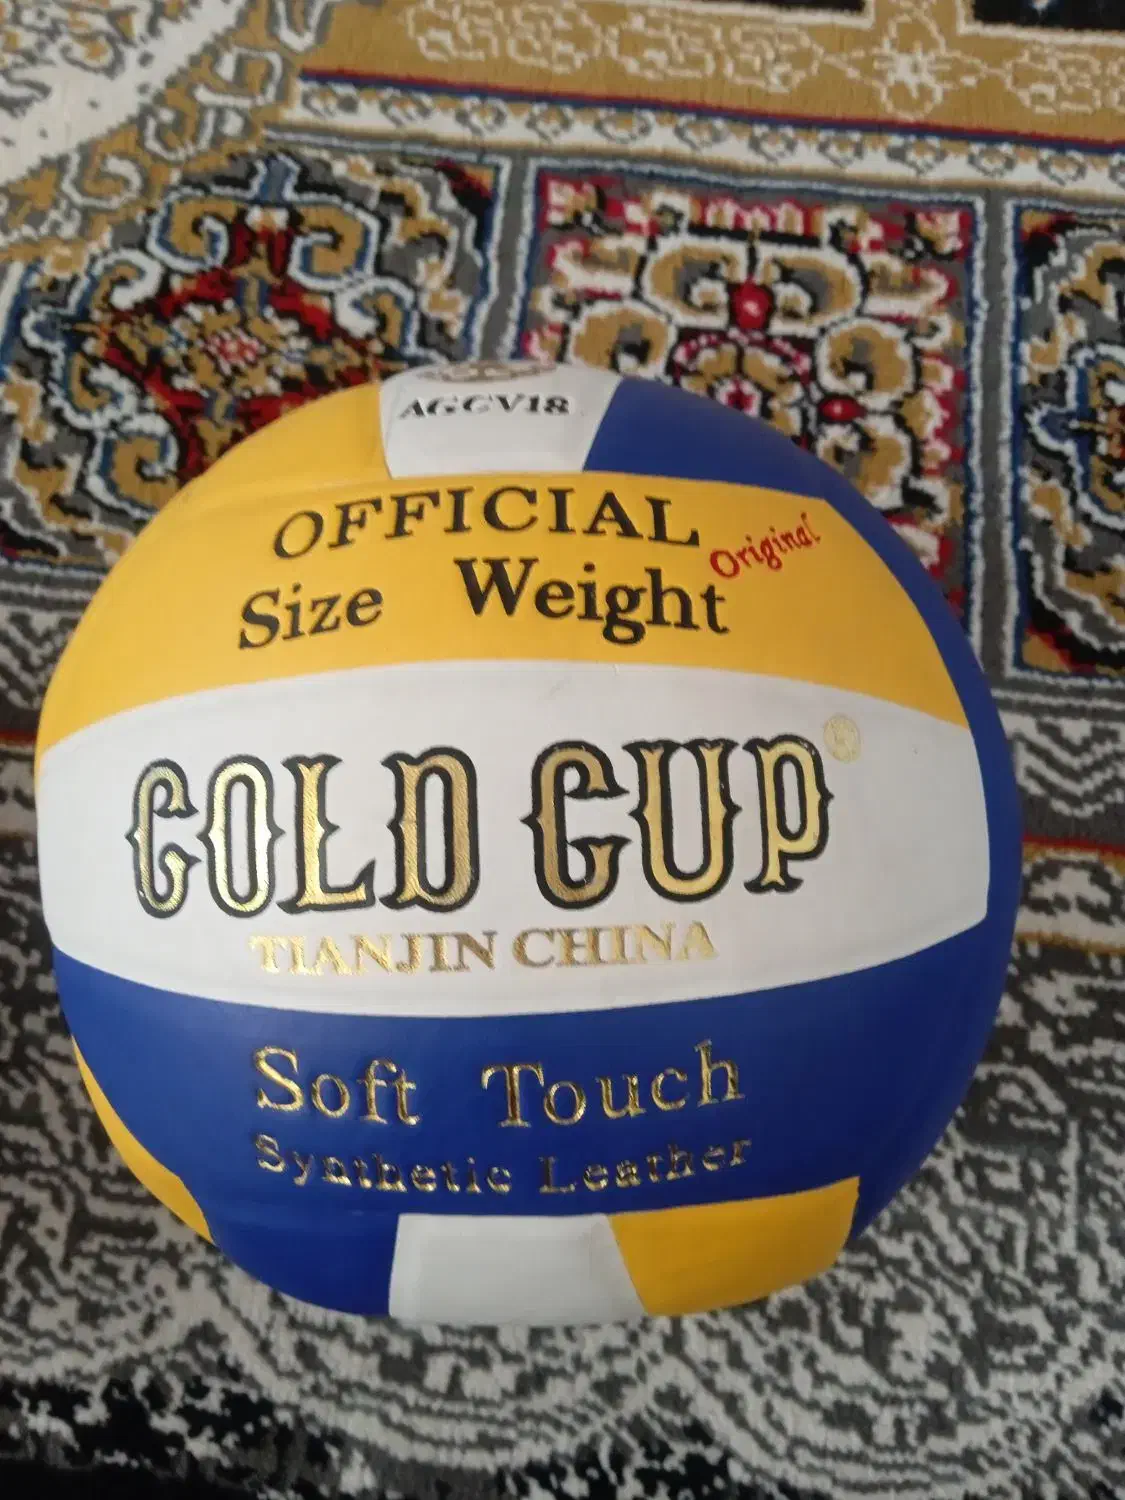 AGCV18
OFFICIAL
Original
Size Weight
GOLD CUP
TIANJIN CHINA
Soft Touch
Synthetic Leather